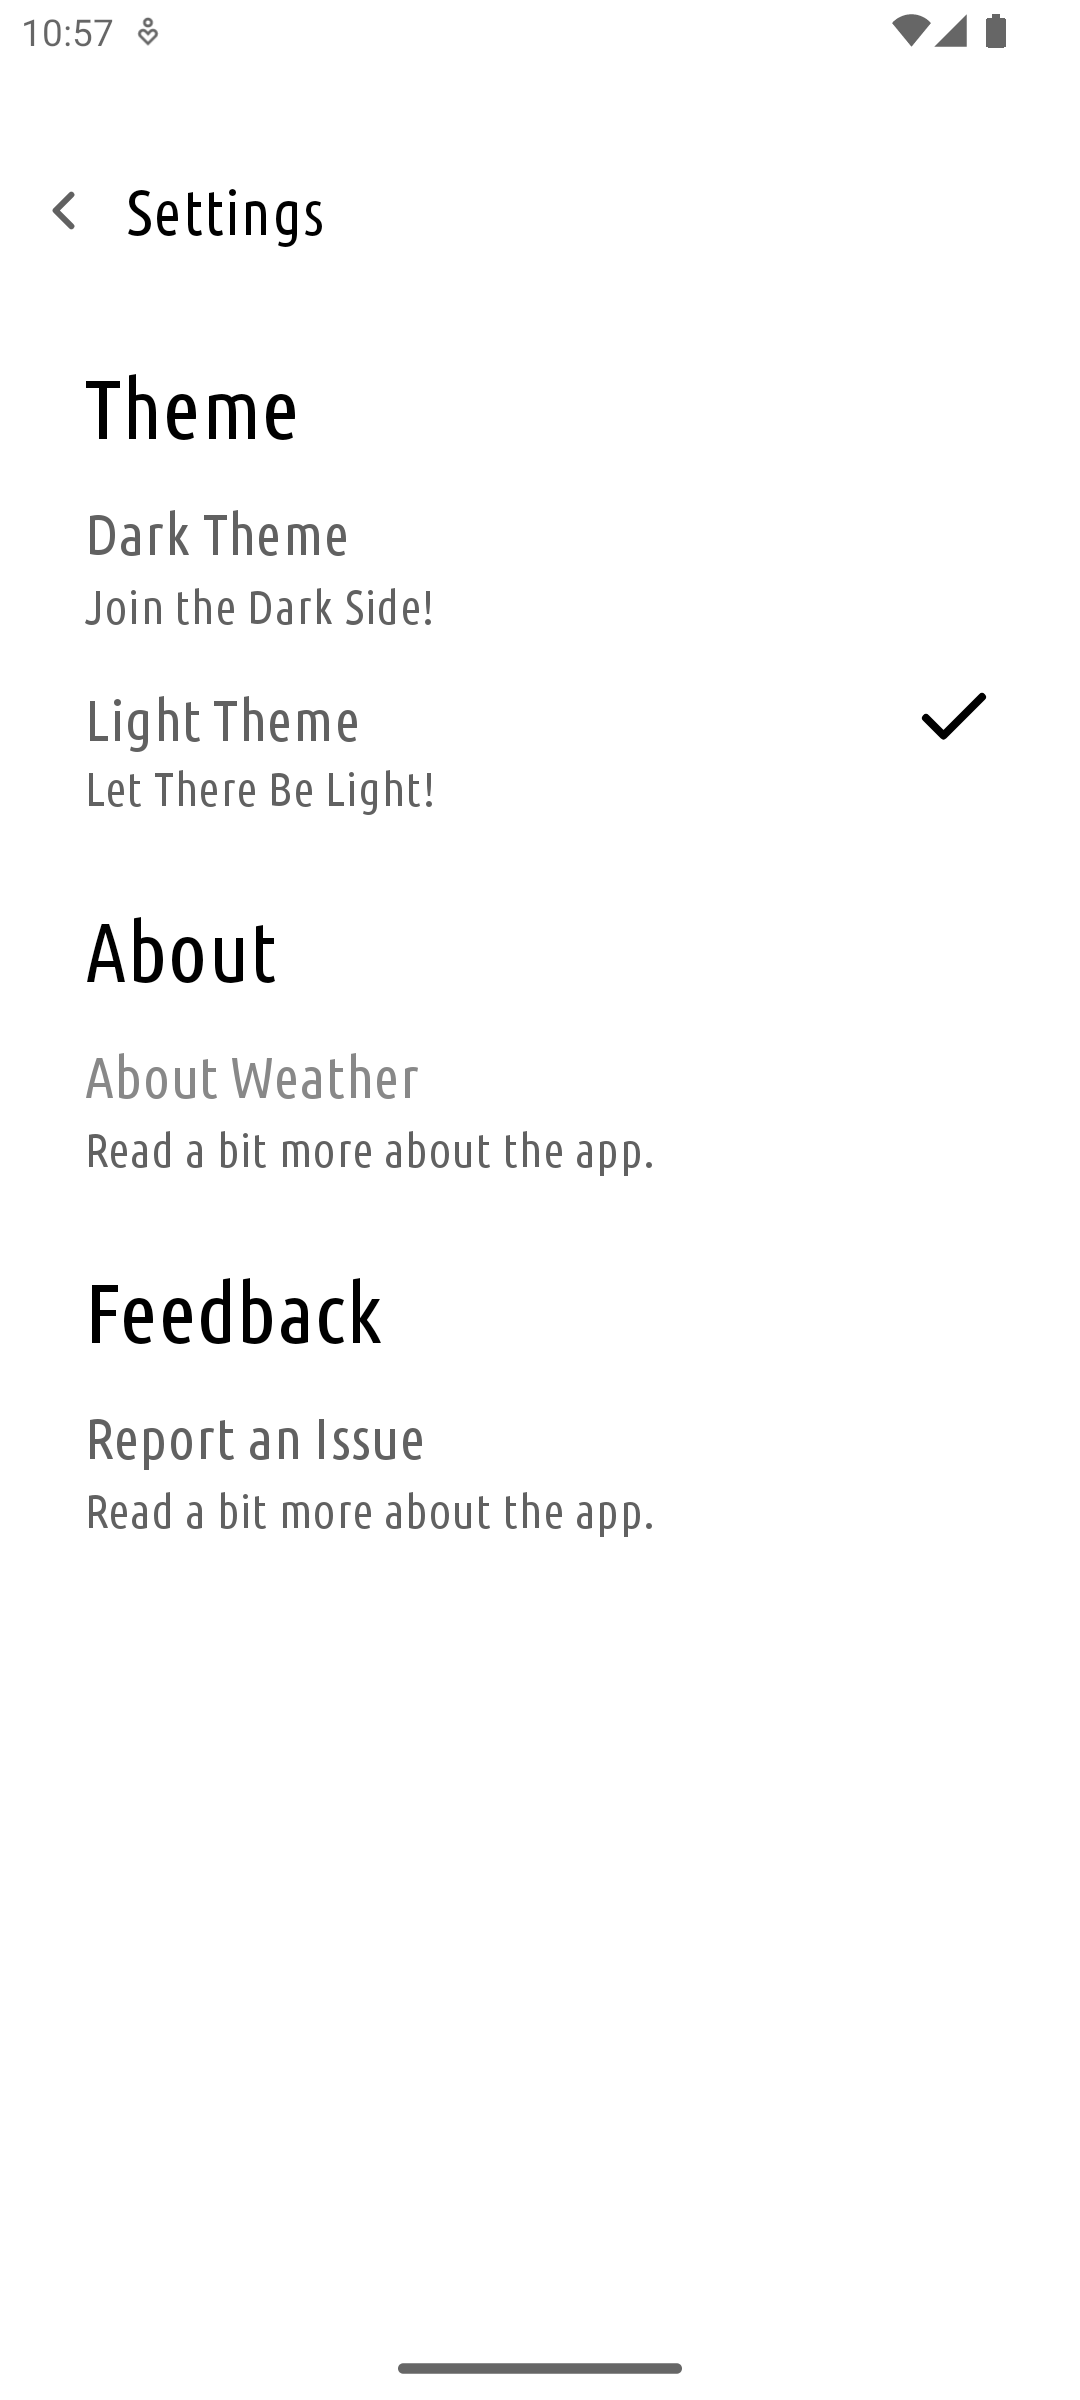 10:57
Settings
Theme
Dark Theme
Join the Dark Side!
Light Theme
Let There Be Light!
About
About Weather
Read a bit more about the app.
Feedback
Report an Issue
Read a bit more about the app.